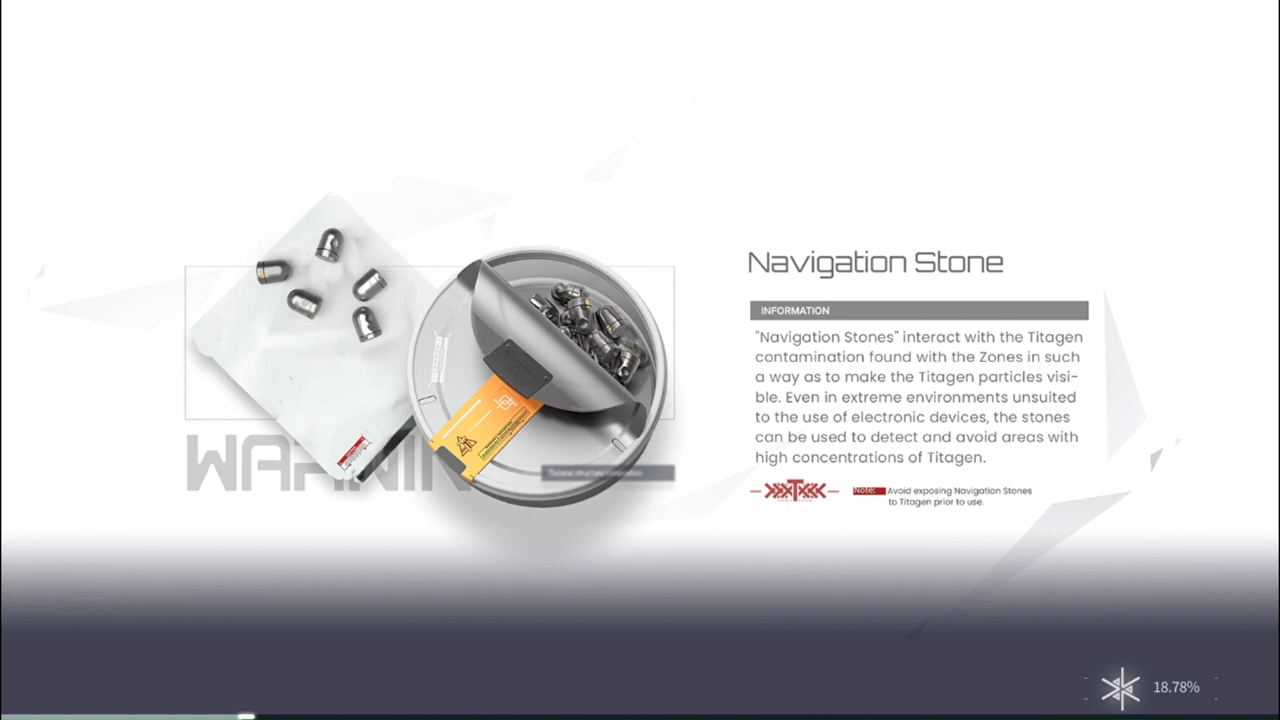 Navigation Stone
INFORMATION
"Navigation Stones" interact with the Titagen
contamination found with the Zones in such
a way as to make the Titagen particles visi-
ble. Even in extreme environments unsuited
to the use of electronic devices, the stones
can be used to detect and avoid areas with
high concentrations of Titagen.
Note: Avoid exposing Navigation Stones
to Titagen prior to use.
18.78%